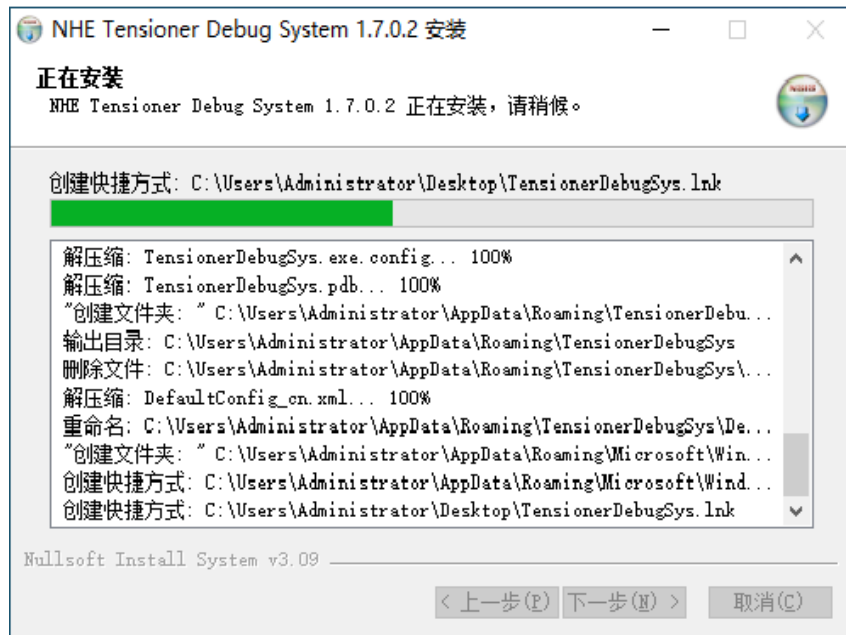 NHE Tensioner Debug System 1.7.0.2 安装
正在安装
NHE Tensioner Debug System 1.7.0.2 正在安装，请稍候。
创建快捷方式: C:\Users\Administrator\Desktop\TensionerDebugSys.lnk
解压缩: TensionerDebugSys.exe.config... 100%
解压缩: TensionerDebugSys.pdb... 100%
"创建文件夹: " C:\Users\Administrator\AppData\Roaming\TensionerDebu...
输出目录: C:\Users\Administrator\AppData\Roaming\TensionerDebugSys
删除文件: C:\Users\Administrator\AppData\Roaming\TensionerDebugSys\...
解压缩: DefaultConfig_cn.xml... 100%
重命名: C:\Users\Administrator\AppData\Roaming\TensionerDebugSys\De...
"创建文件夹: " C:\Users\Administrator\AppData\Roaming\Microsoft\Win...
创建快捷方式: C:\Users\Administrator\AppData\Roaming\Microsoft\Wind...
创建快捷方式: C:\Users\Administrator\Desktop\TensionerDebugSys.lnk
Nullsoft Install System v3.09
< 上一步(P) 下一步(N) > 取消(C)